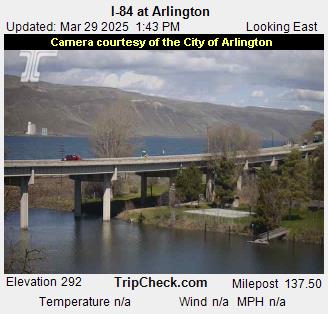 I-84 at Arlington
Updated: Mar 29 2025 1:43 PM Looking East
Camera courtesy of the City of Arlington
Elevation 292 TripCheck.com Milepost 137.50
Temperature n/a Wind n/a MPH n/a